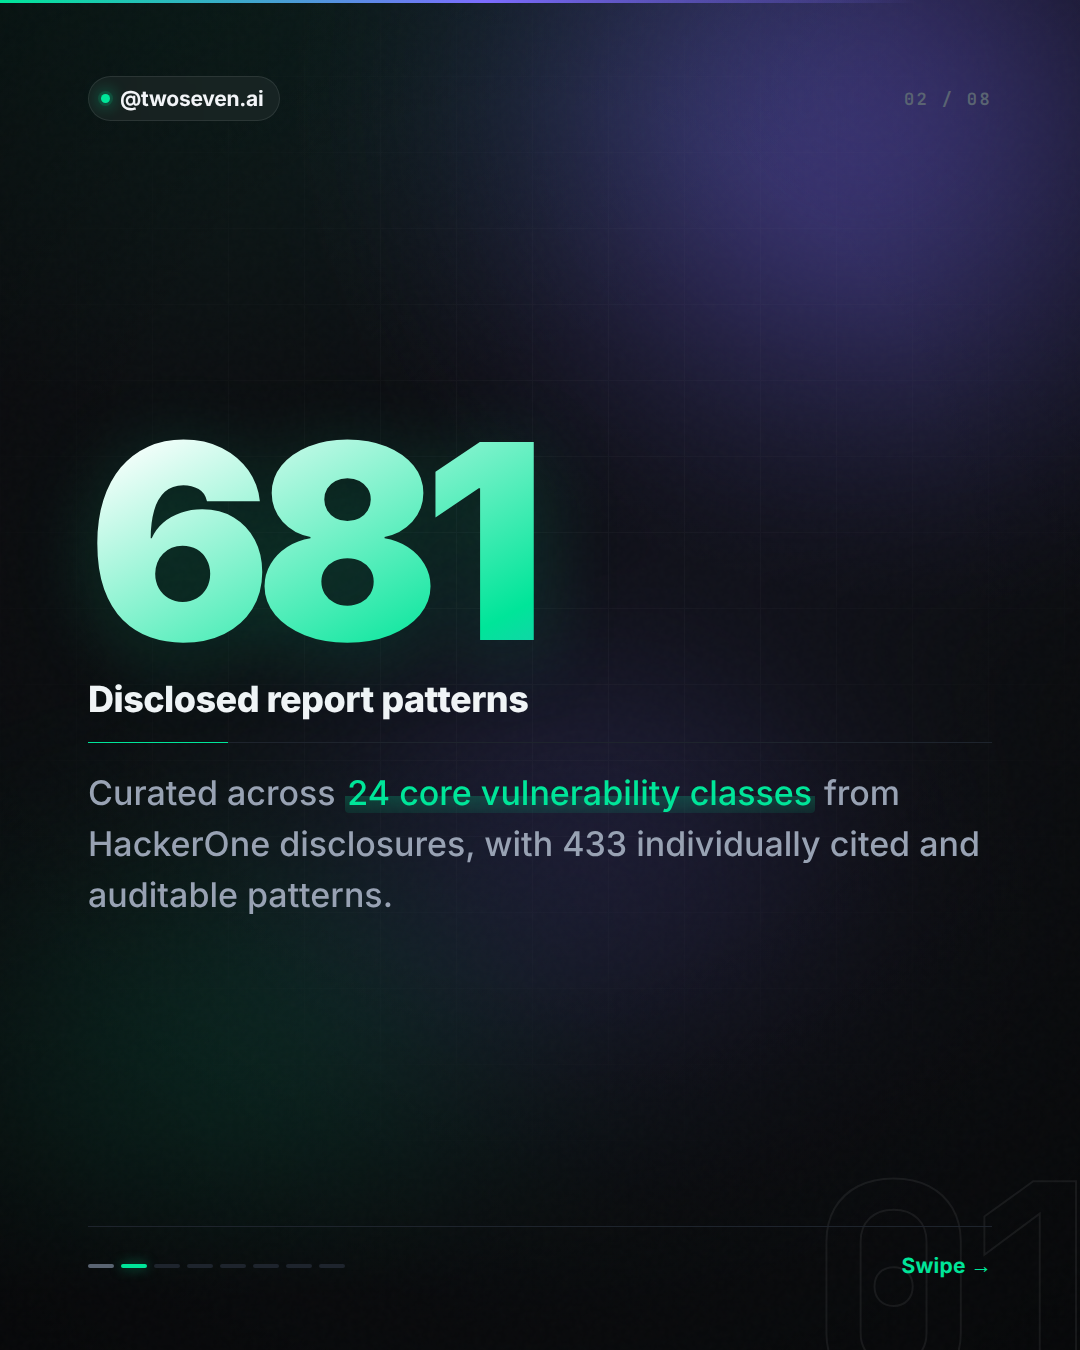 @twoseven.ai
02 / 08
681
Disclosed report patterns
Curated across 24 core vulnerability classes from
HackerOne disclosures, with 433 individually cited and
auditable patterns.
Swipe →
01